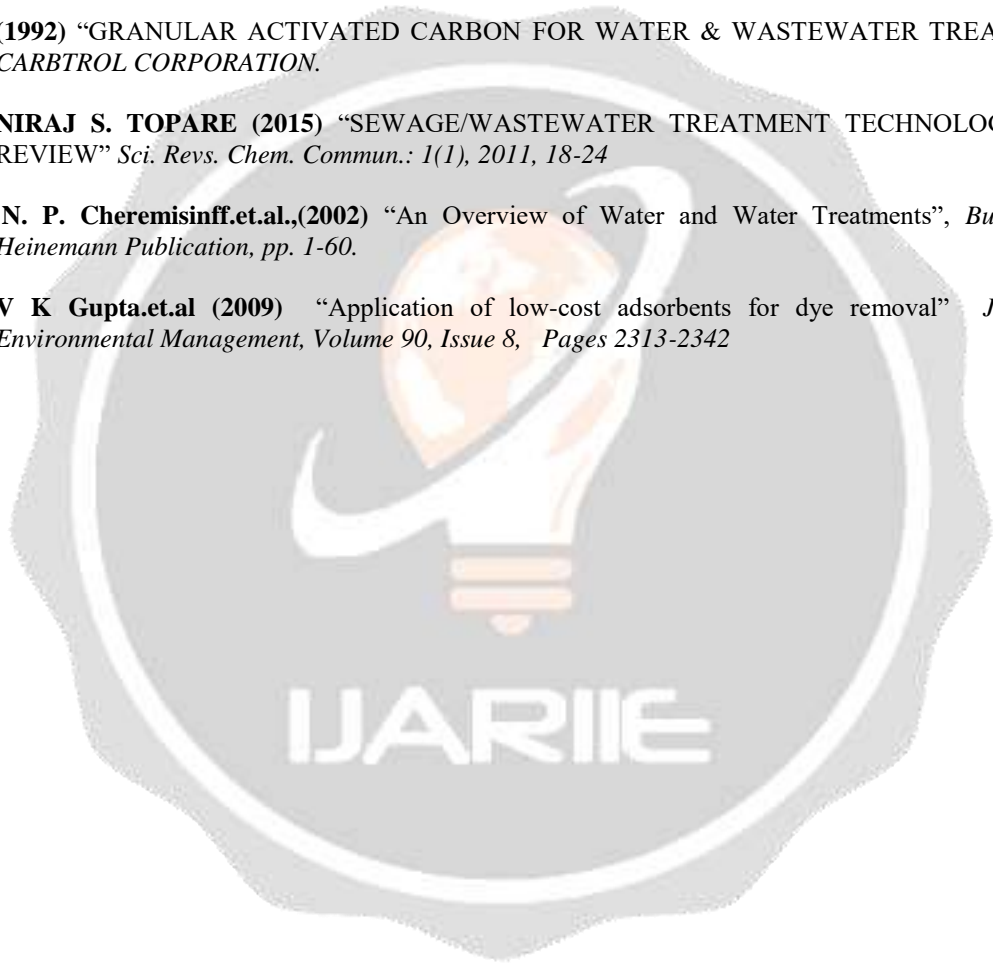 (1992) “GRANULAR ACTIVATED CARBON FOR WATER & WASTEWATER
CARBTROL CORPORATION.
NIRAJ S. TOPARE (2015) “SEWAGE/WASTEWATER TREATMENT
REVIEW” Sci. Revs. Chem. Commun.: 1(1), 2011, 18-24
N. P. Cheremisinff.et.al.,(2002) “An Overview of Water and Water Treatments”,
Heinemann Publication, pp. 1-60.
V K Gupta.et.al (2009) “Application of low-cost adsorbents for dye removal”
Environmental Management, Volume 90, Issue 8, Pages 2313-2342
IJARIIE